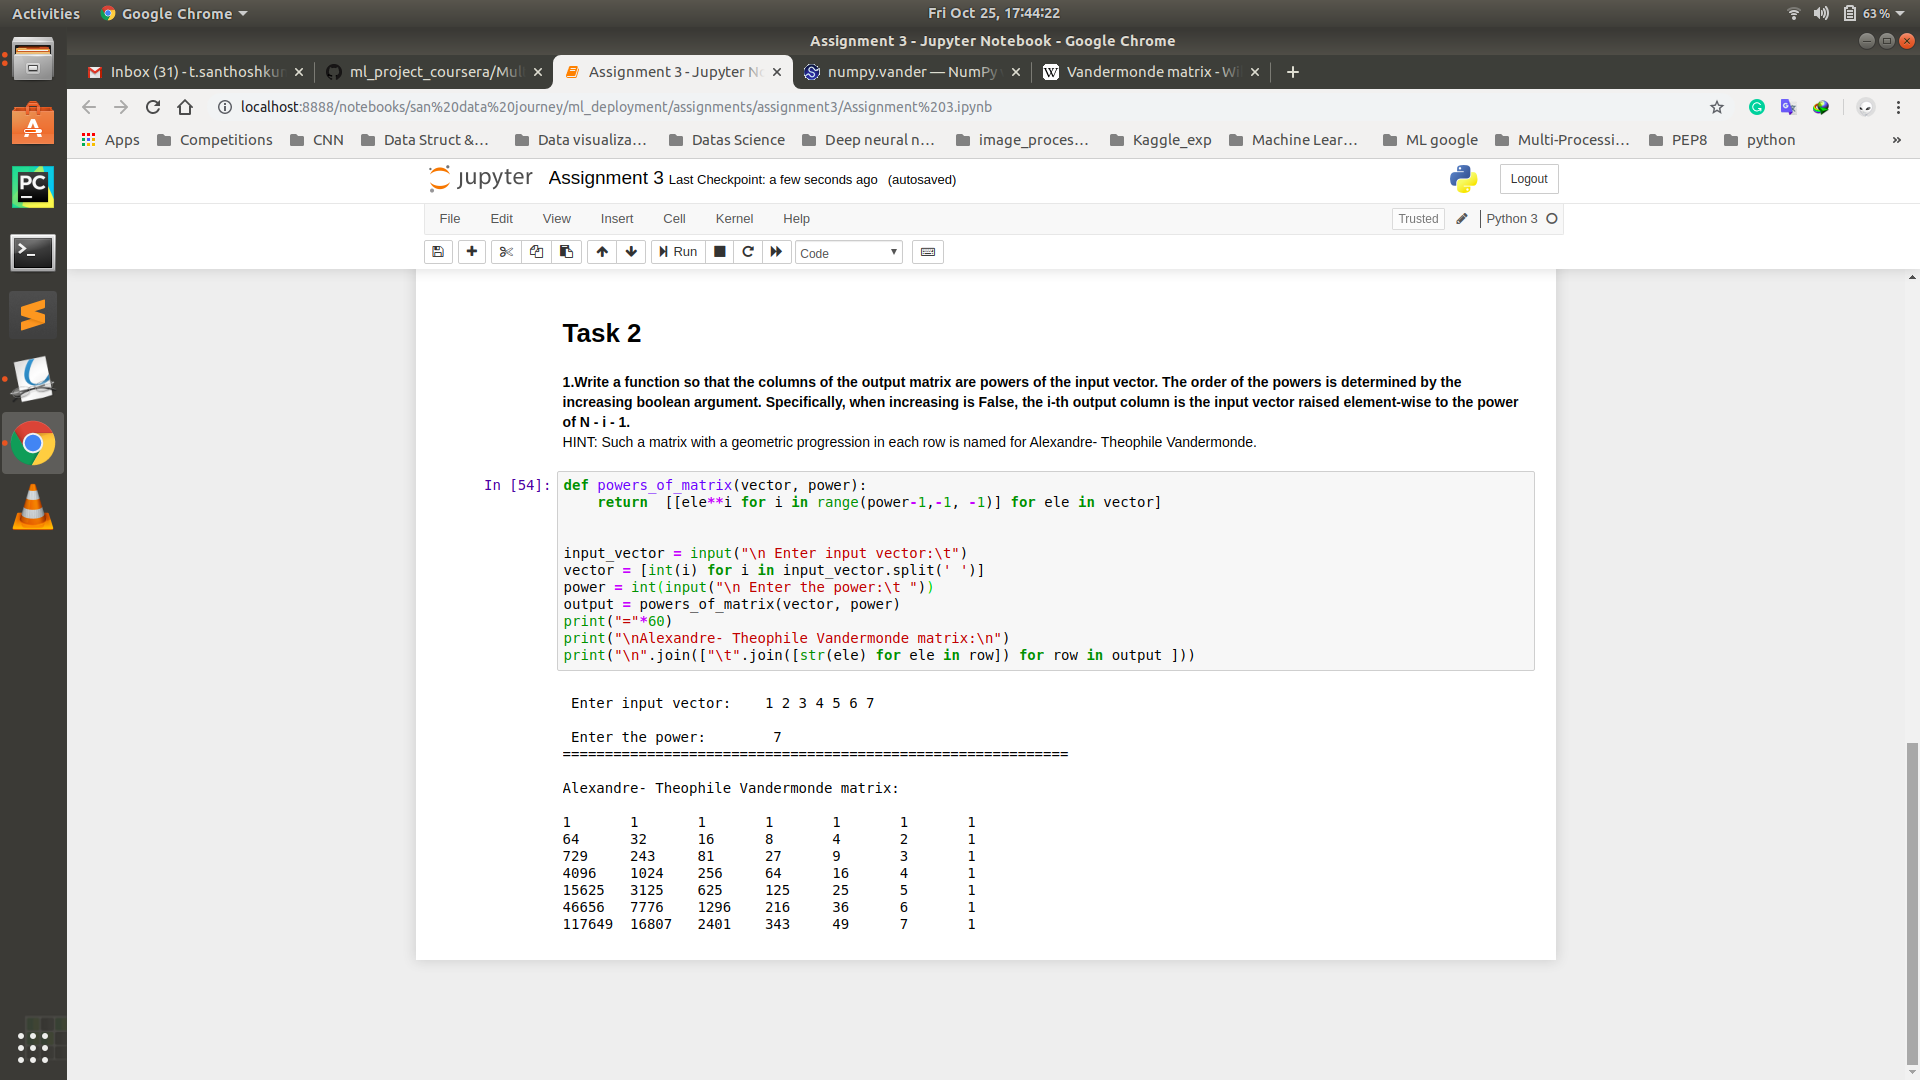 Activities Google Chrome Fri Oct 25, 17:44:22 63 %
Assignment 3 - Jupyter Notebook - Google Chrome
Inbox (31) - t.santhoshkur ml_project_coursera/Mul Assignment 3 - Jupyter No numpy.vander — NumPy Vandermonde matrix - Wi
localhost:8888/notebooks/san%20data%20journey/ml_deployment/assignments/assignment3/Assignment%203.ipynb
Apps Competitions CNN Data Struct &... Data visualiza... Datas Science Deep neural n... image_proces... Kaggle_exp Machine Lear... ML google Multi-Processi... PEP8 python »
jupyter Assignment 3 Last Checkpoint: a few seconds ago (autosaved) Logout
File Edit View Insert Cell Kernel Help Trusted Python 3
Run Code
Task 2
1.Write a function so that the columns of the output matrix are powers of the input vector. The order of the powers is determined by the
increasing boolean argument. Specifically, when increasing is False, the i-th output column is the input vector raised element-wise to the power
of N - i - 1.
HINT: Such a matrix with a geometric progression in each row is named for Alexandre- Theophile Vandermonde.
In [54]: def powers_of_matrix(vector, power):
    return  [[ele**i for i in range(power-1,-1, -1)] for ele in vector]
input_vector = input("\n Enter input vector:\t")
vector = [int(i) for i in input_vector.split(' ')]
power = int(input("\n Enter the power:\t "))
output = powers_of_matrix(vector, power)
print("="*60)
print("\nAlexandre- Theophile Vandermonde matrix:\n")
print("\n".join(["\t".join([str(ele) for ele in row]) for row in output ]))
Enter input vector: 1 2 3 4 5 6 7
Enter the power: 7
============================================================
Alexandre- Theophile Vandermonde matrix:
1 1 1 1 1 1 1
64 32 16 8 4 2 1
729 243 81 27 9 3 1
4096 1024 256 64 16 4 1
15625 3125 625 125 25 5 1
46656 7776 1296 216 36 6 1
117649 16807 2401 343 49 7 1